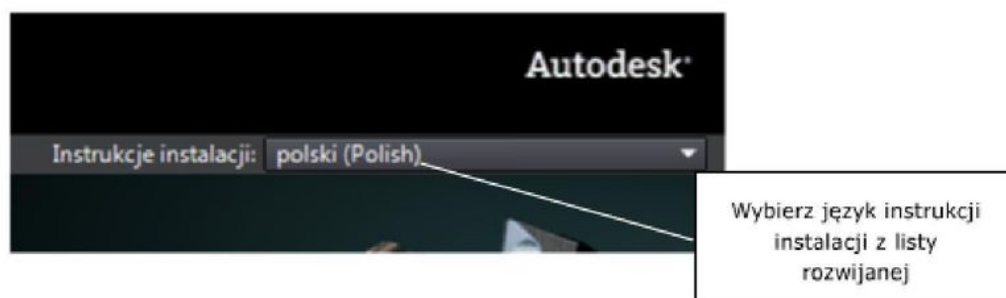 Autodesk
Instrukcje instalacji: polski (Polish)
Wybierz język instrukcji
instalacji z listy
rozwijanej